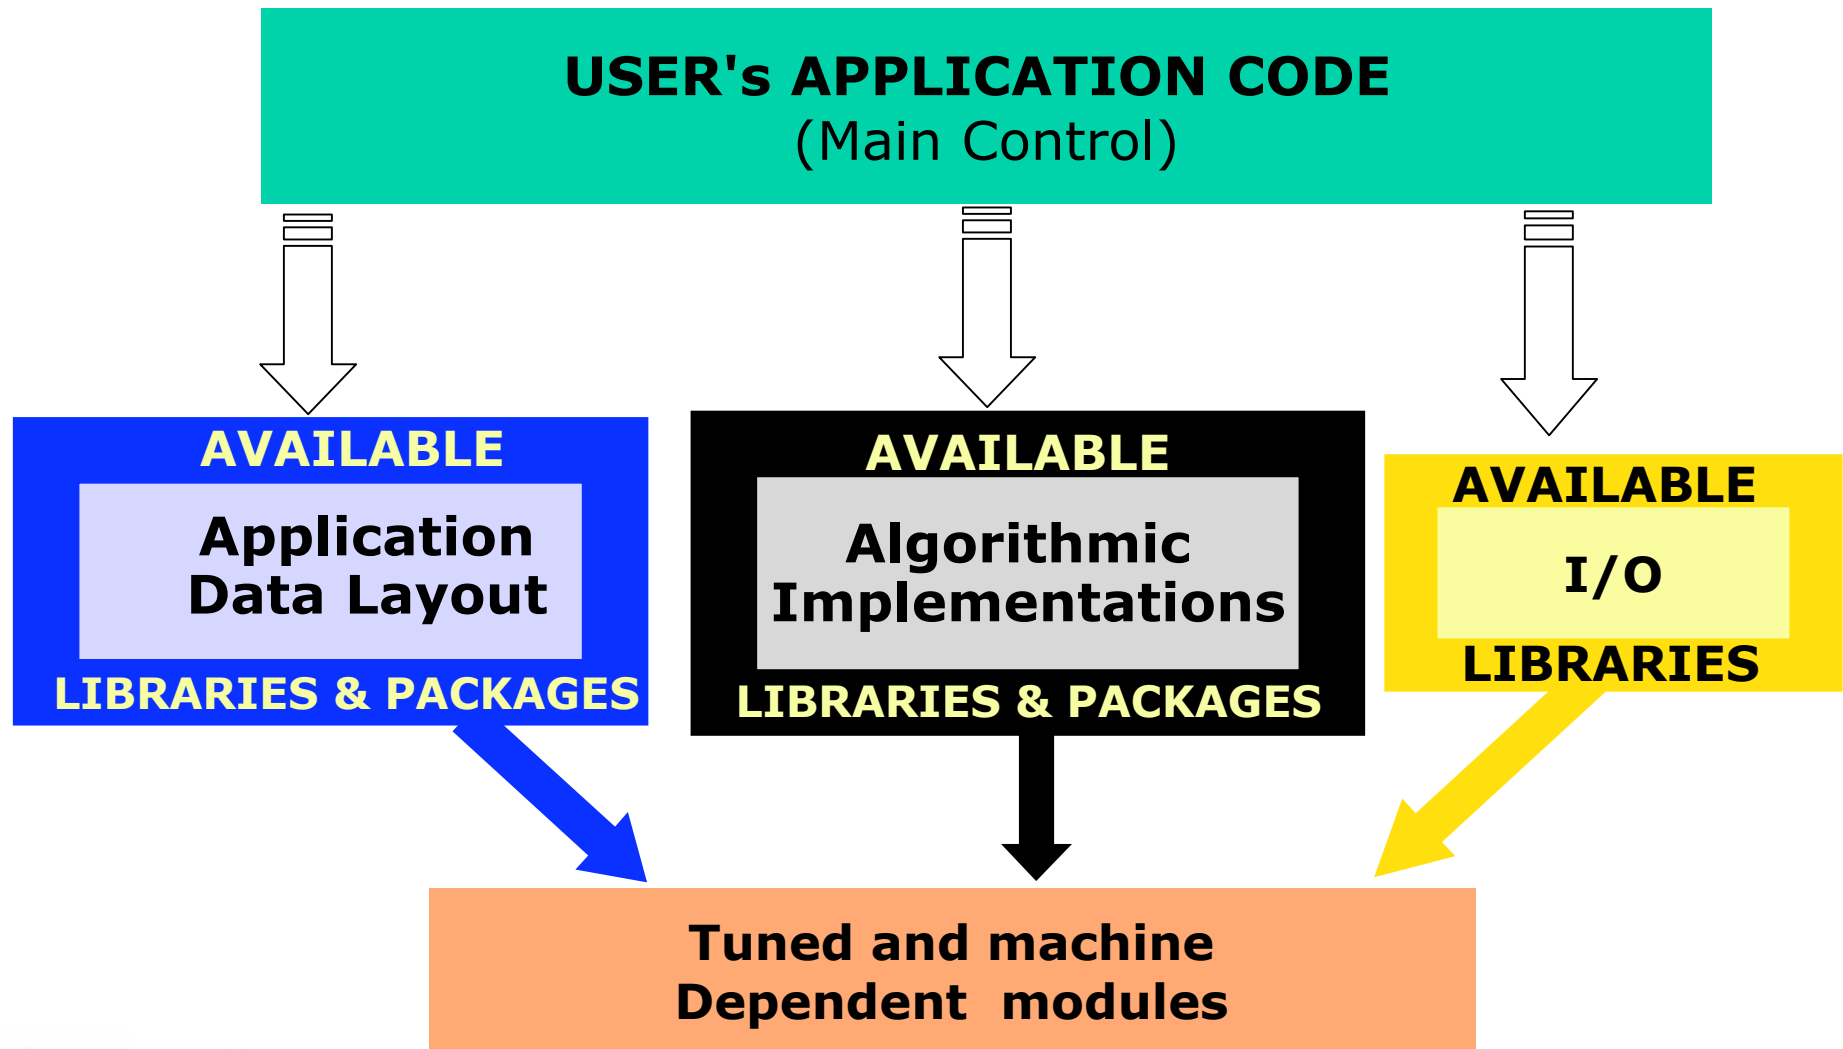 USER's APPLICATION CODE
(Main Control)
AVAILABLE
Application
Data Layout
LIBRARIES & PACKAGES
AVAILABLE
Algorithmic
Implementations
LIBRARIES & PACKAGES
AVAILABLE
I/O
LIBRARIES
Tuned and machine
Dependent  modules